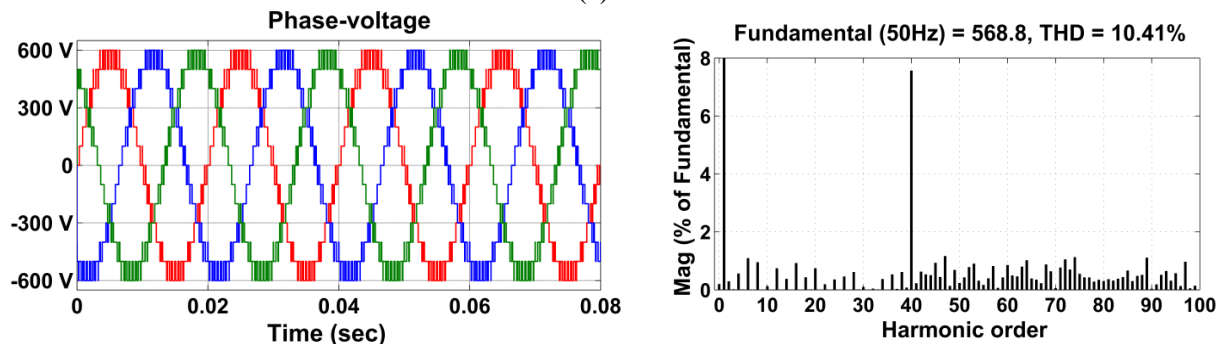 Phase-voltage
600 V
300 V
0
-300 V
-600 V
0
0.02
0.04
0.06
0.08
Time (sec)
Fundamental (50Hz) = 568.8, THD = 10.41%
Mag (% of Fundamental)
8
6
4
2
0
0
10
20
30
40
50
60
70
80
90
100
Harmonic order